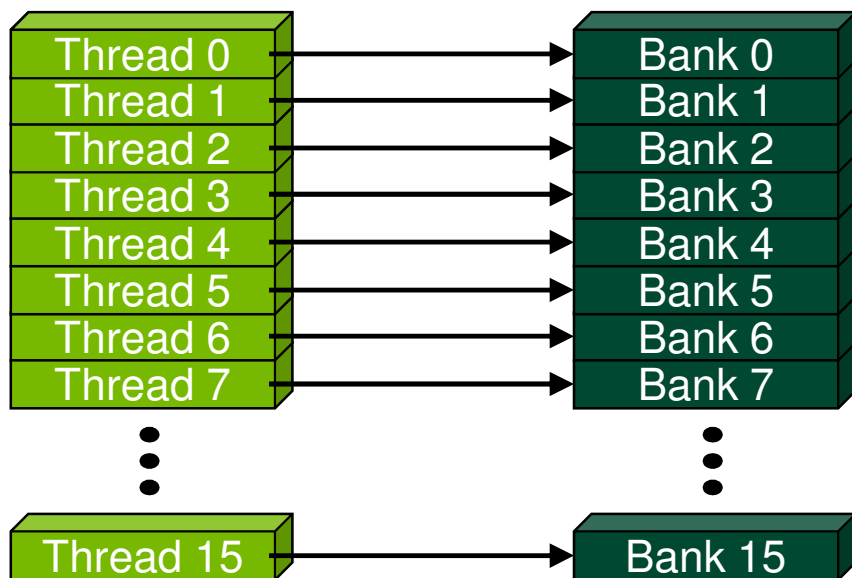 Thread 0 Bank 0
Thread 1 Bank 1
Thread 2 Bank 2
Thread 3 Bank 3
Thread 4 Bank 4
Thread 5 Bank 5
Thread 6 Bank 6
Thread 7 Bank 7
Thread 15 Bank 15